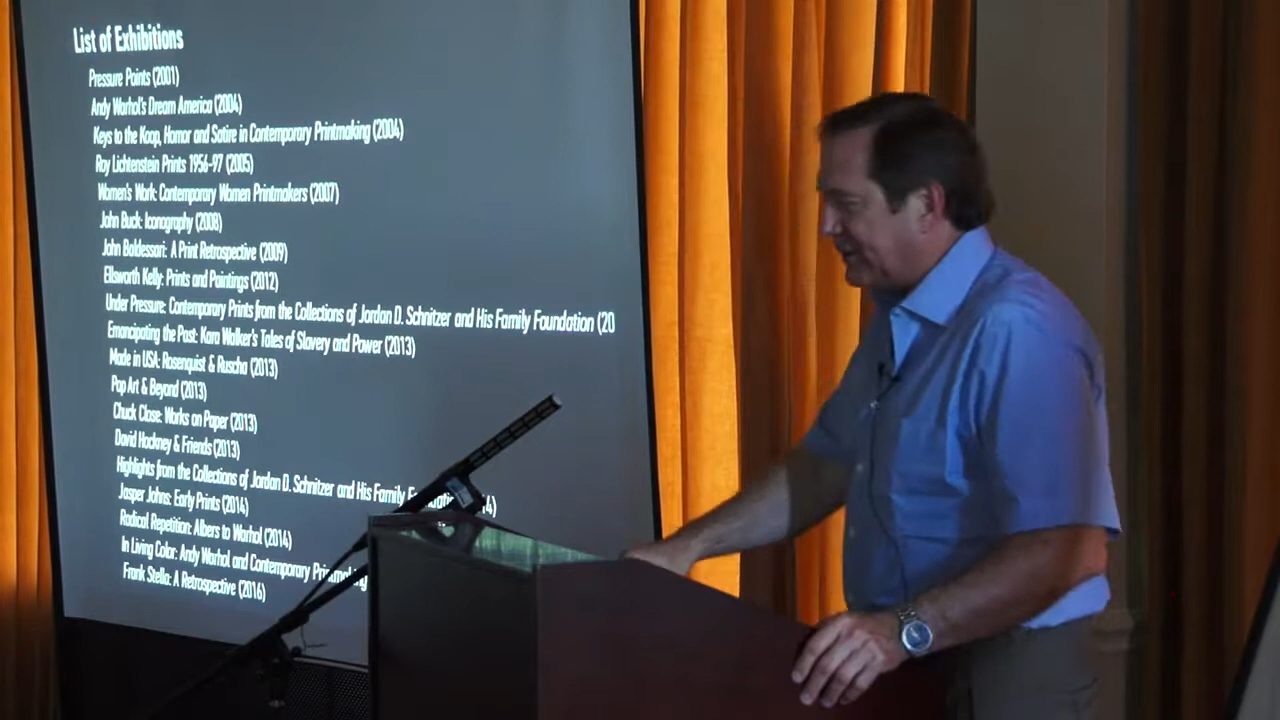 List of Exhibitions
Pressure Points (2001)
Andy Warhol's Dream America (2004)
Keys to the Koop, Humor and Satire in Contemporary Printmaking (2004)
Roy Lichtenstein Prints 1956-97 (2005)
Women's Work: Contemporary Women Printmakers (2007)
John Buck: Iconography (2008)
John Baldessari: A Print Retrospective (2009)
Ellsworth Kelly: Prints and Paintings (2012)
Under Pressure: Contemporary Prints from the Collections of Jordan D. Schnitzer and His Family Foundation (20
Emancipating the Past: Kara Walker's Tales of Slavery and Power (2013)
Made in USA: Rosenquist & Ruscha (2013)
Pop Art & Beyond (2013)
Chuck Close: Works on Paper (2013)
David Hockney & Friends (2013)
Highlights from the Collections of Jordan D. Schnitzer and His Family
Jasper Johns: Early Prints (2014)
Radical Repetition: Albers to Warhol (2014)
In Living Color: Andy Warhol and Contemporary Printmaking
Frank Stella: A Retrospective (2016)